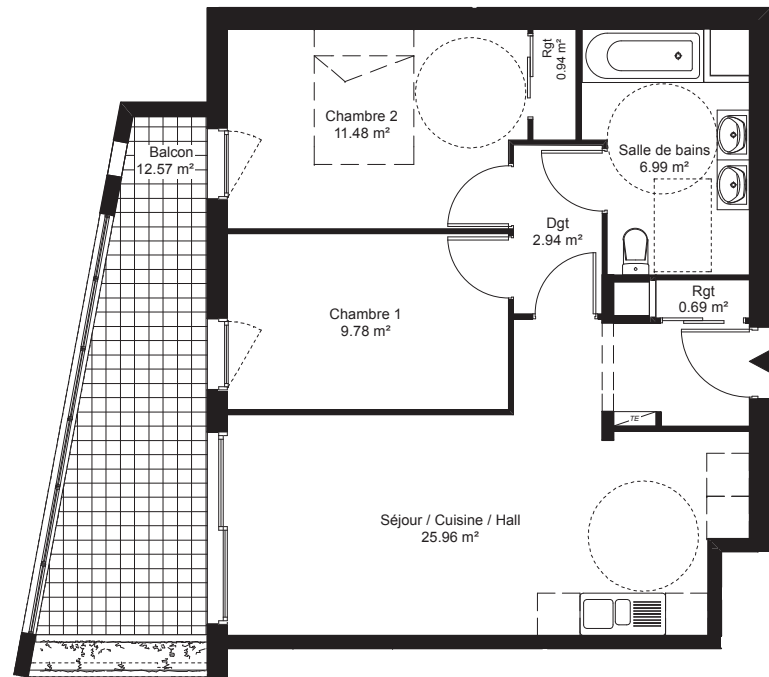 Rgt
0.94 m²
Chambre 2
11.48 m²
Balcon
12.57 m²
Salle de bains
6.99 m²
Dgt
2.94 m²
Rgt
0.69 m²
Chambre 1
9.78 m²
TE
Séjour / Cuisine / Hall
25.96 m²